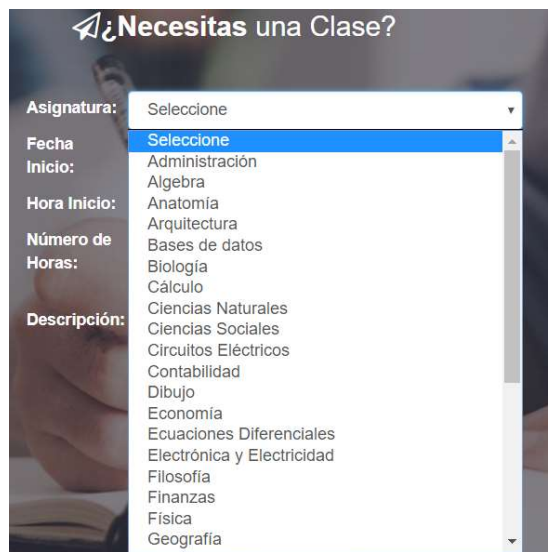 ¿Necesitas una Clase?
Asignatura:
Seleccione
Seleccione
Administración
Algebra
Anatomía
Arquitectura
Bases de datos
Biología
Cálculo
Ciencias Naturales
Ciencias Sociales
Circuitos Eléctricos
Contabilidad
Dibujo
Economía
Ecuaciones Diferenciales
Electrónica y Electricidad
Filosofía
Finanzas
Física
Geografía
Fecha
Inicio:
Hora Inicio:
Número de
Horas:
Descripción: